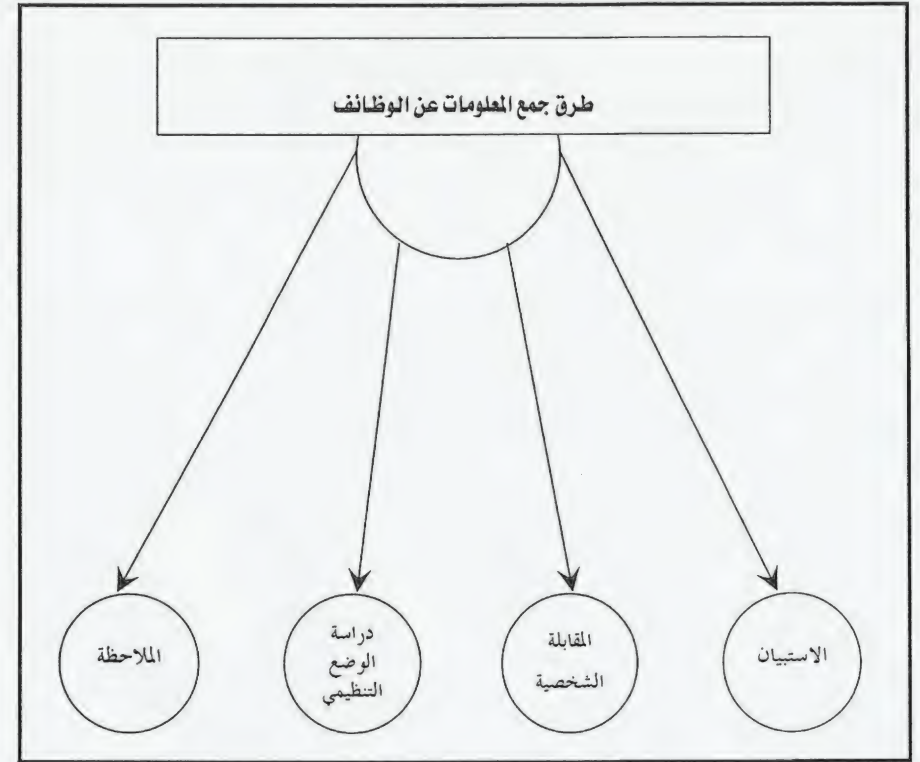 طرق جمع المعلومات عن الوظائف
الاستبيان
المقابلة
الشخصية
دراسة
الوضع
التنظيمي
الملاحظة